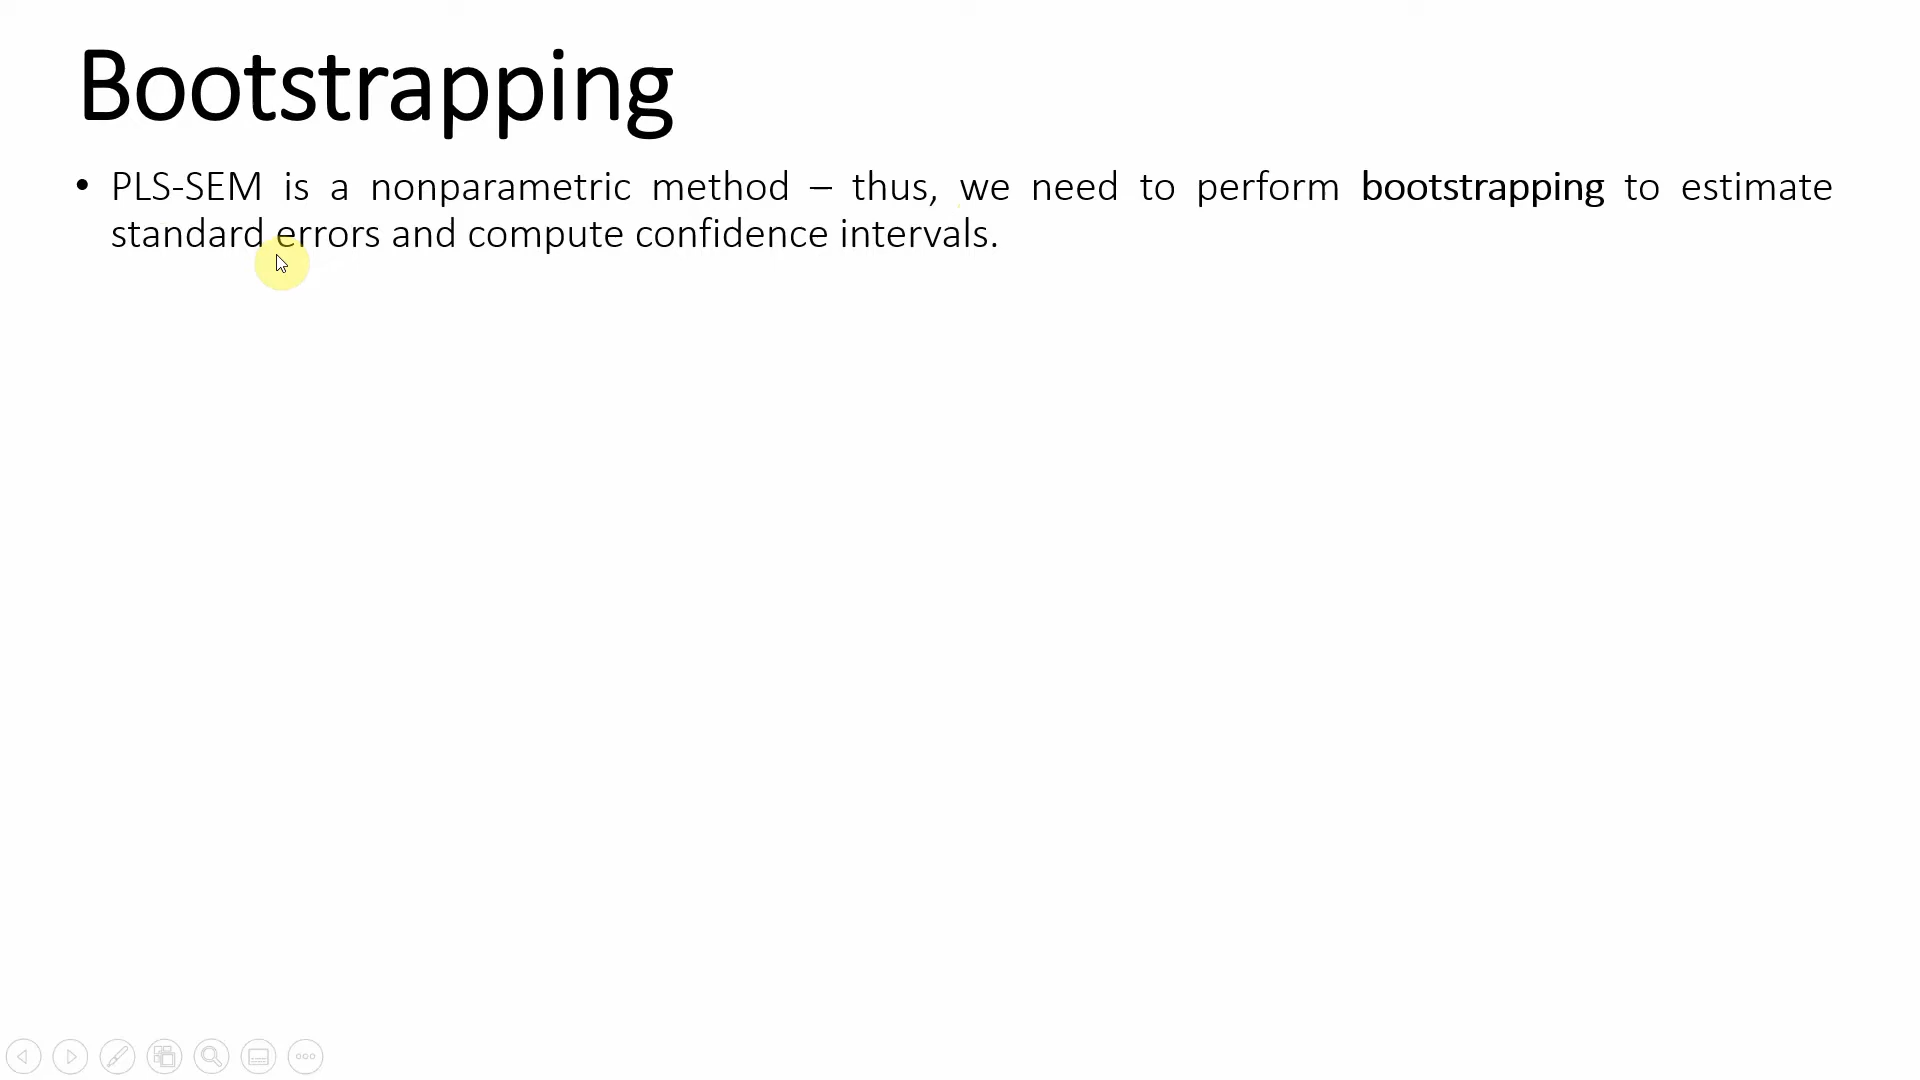 Bootstrapping
• PLS-SEM is a nonparametric method – thus, we need to perform bootstrapping to estimate
standard errors and compute confidence intervals.